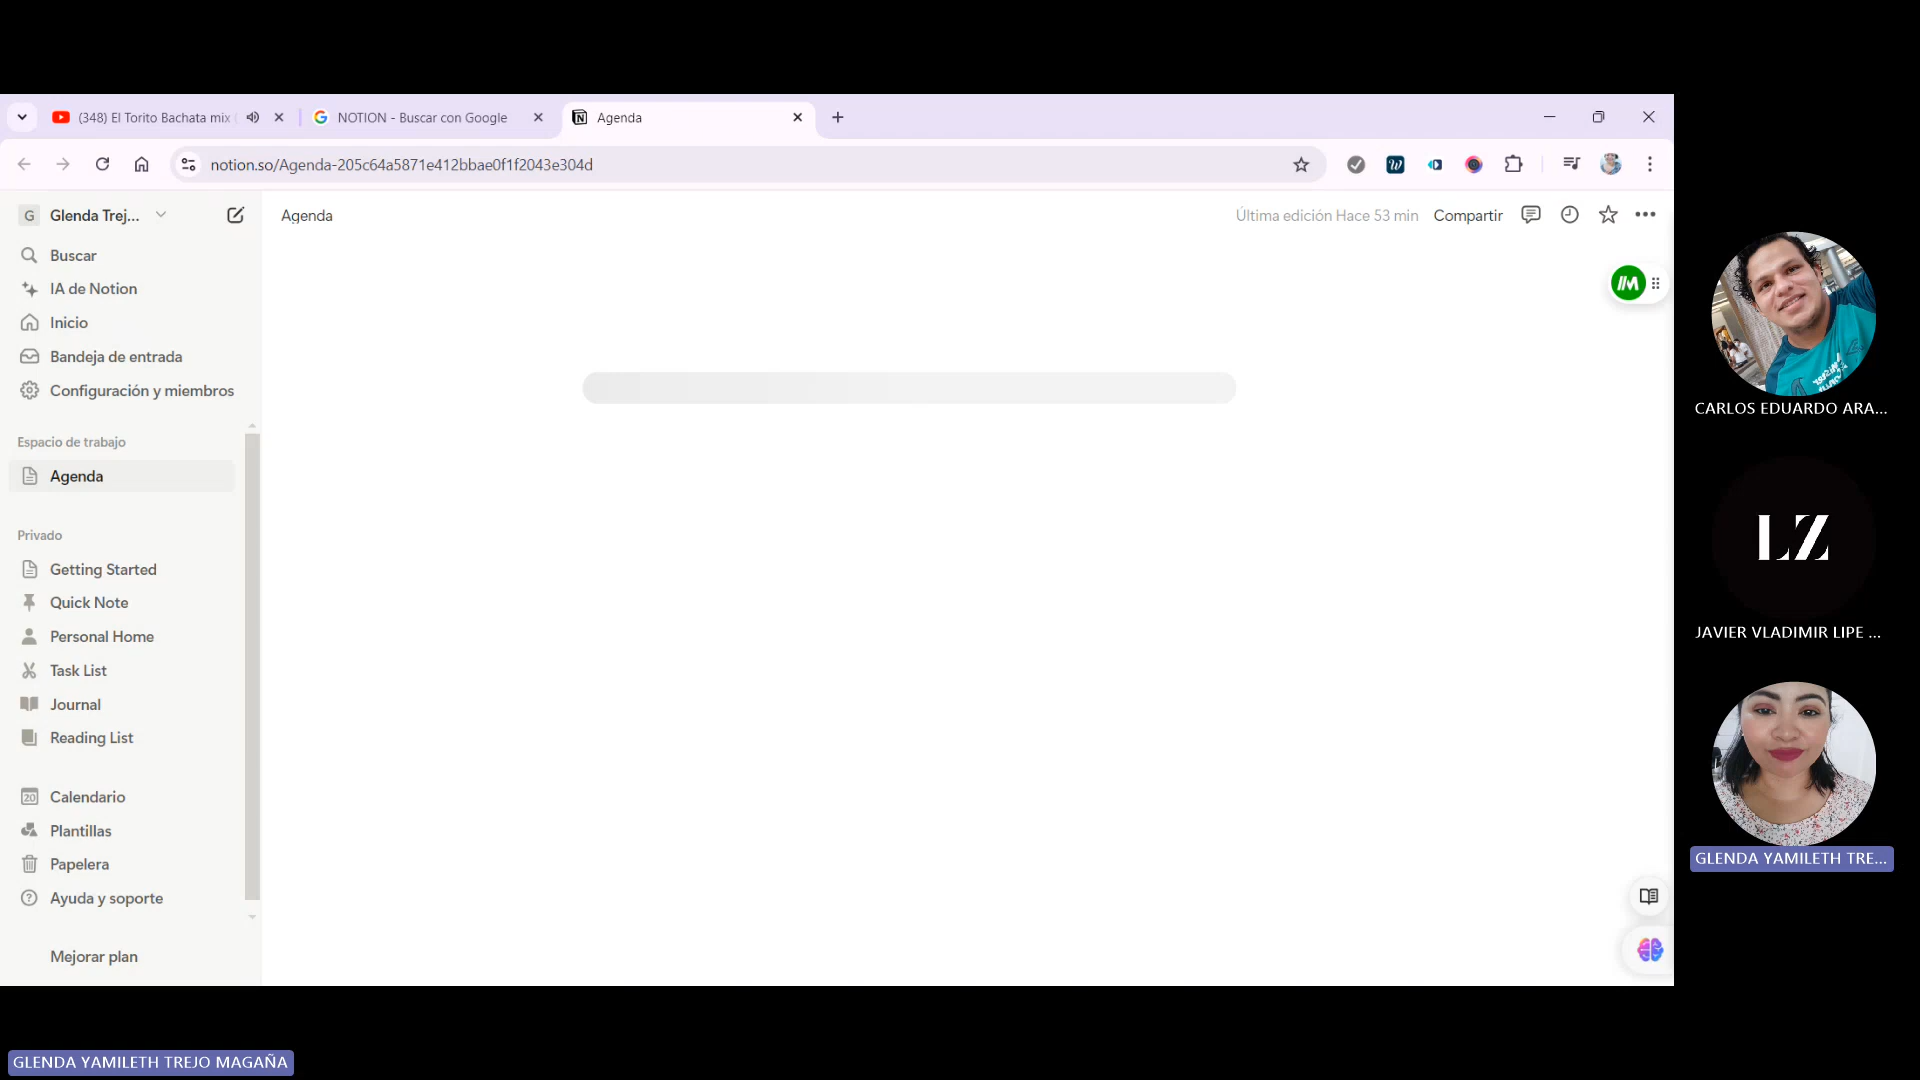 (348) El Torito Bachata mix
NOTION - Buscar con Google
Agenda
notion.so/Agenda-205c64a5871e412bbae0f1f2043e304d
G Glenda Trej...
Agenda
Última edición Hace 53 min
Compartir
Buscar
IA de Notion
Inicio
Bandeja de entrada
Configuración y miembros
Espacio de trabajo
Agenda
Privado
Getting Started
Quick Note
Personal Home
Task List
Journal
Reading List
20 Calendario
Plantillas
Papelera
Ayuda y soporte
Mejorar plan
CARLOS EDUARDO ARA...
LZ
JAVIER VLADIMIR LIPE ...
GLENDA YAMILETH TRE...
GLENDA YAMILETH TREJO MAGAÑA